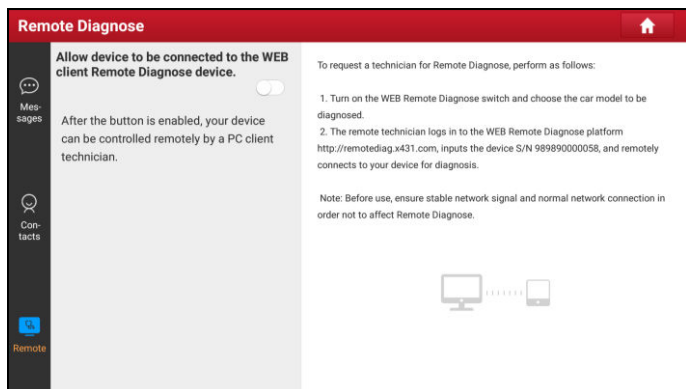 Remote Diagnose
Mes-
sages
Con-
tacts
Remote
Allow device to be connected to the WEB
client Remote Diagnose device.
After the button is enabled, your device
can be controlled remotely by a PC client
technician.
To request a technician for Remote Diagnose, perform as follows:
1. Turn on the WEB Remote Diagnose switch and choose the car model to be
diagnosed.
2. The remote technician logs in to the WEB Remote Diagnose platform
http://remotediag.x431.com, inputs the device S/N 989890000058, and remotely
connects to your device for diagnosis.
Note: Before use, ensure stable network signal and normal network connection in
order not to affect Remote Diagnose.